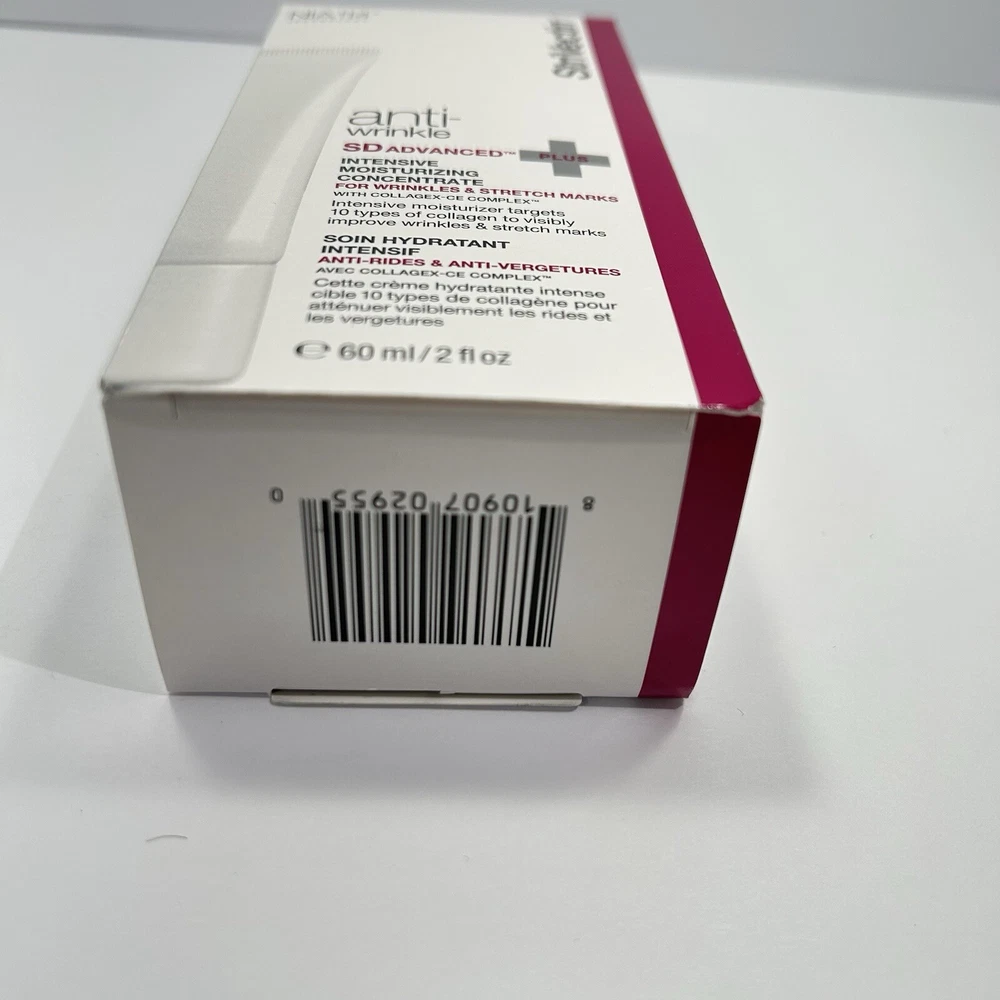 StriVectin
anti-
wrinkle
SD ADVANCED™ PLUS
INTENSIVE
MOISTURIZING
CONCENTRATE
FOR WRINKLES & STRETCH MARKS
WITH COLLAGEX-CE COMPLEX™
Intensive moisturizer targets
10 types of collagen to visibly
improve wrinkles & stretch marks
SOIN HYDRATANT
INTENSIF
ANTI-RIDES & ANTI-VERGETURES
AVEC COLLAGEX-CE COMPLEX™
Cette crème hydratante intense
cible 10 types de collagène pour
atténuer visiblement les rides et
les vergetures
℮ 60 ml / 2 fl oz
8 10907 02955 0